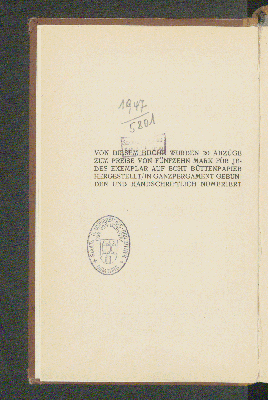 1947
5801
VON DIESEM BUCHE WURDEN 20 ABZÜGE
ZUM PREISE VON FÜNFZEHN MARK FÜR JE-
DES EXEMPLAR AUF ECHT BÜTTENPAPIER
HERGESTELLT/IN GANZPERGAMENT GEBUN-
DEN UND HANDSCHRIFTLICH NUMERIERT